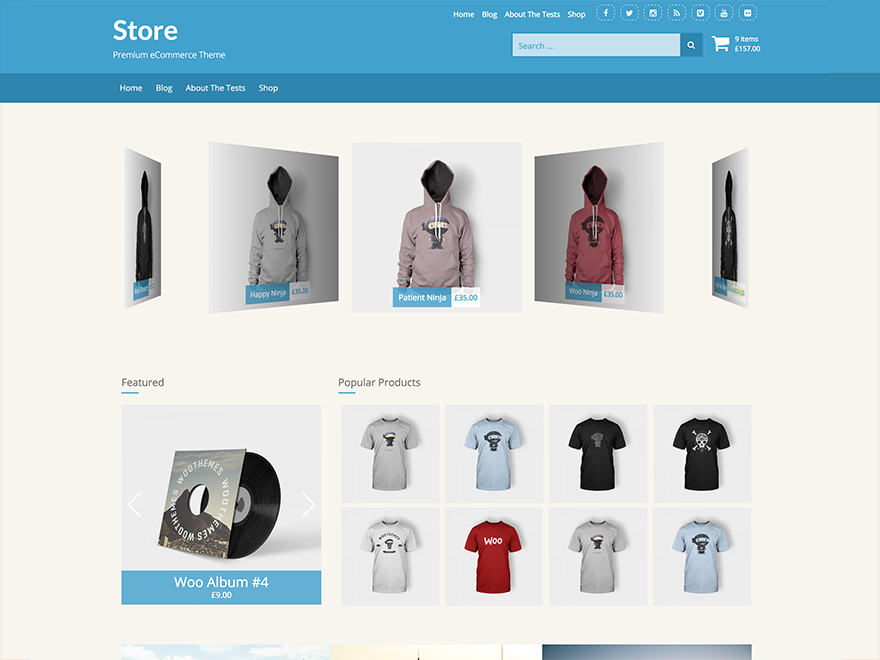 Home Blog About The Tests Shop
Store
Premium eCommerce Theme
Search ...
9 items
£157.00
Home Blog About The Tests Shop
Happy Ninja £35.00
Patient Ninja £35.00
Woo Ninja £35.00
Featured
Popular Products
WOOTHEMES WOOTHEMES WOOTHEMES
WOOTHEMES
WOO
Woo Album #4
£9.00